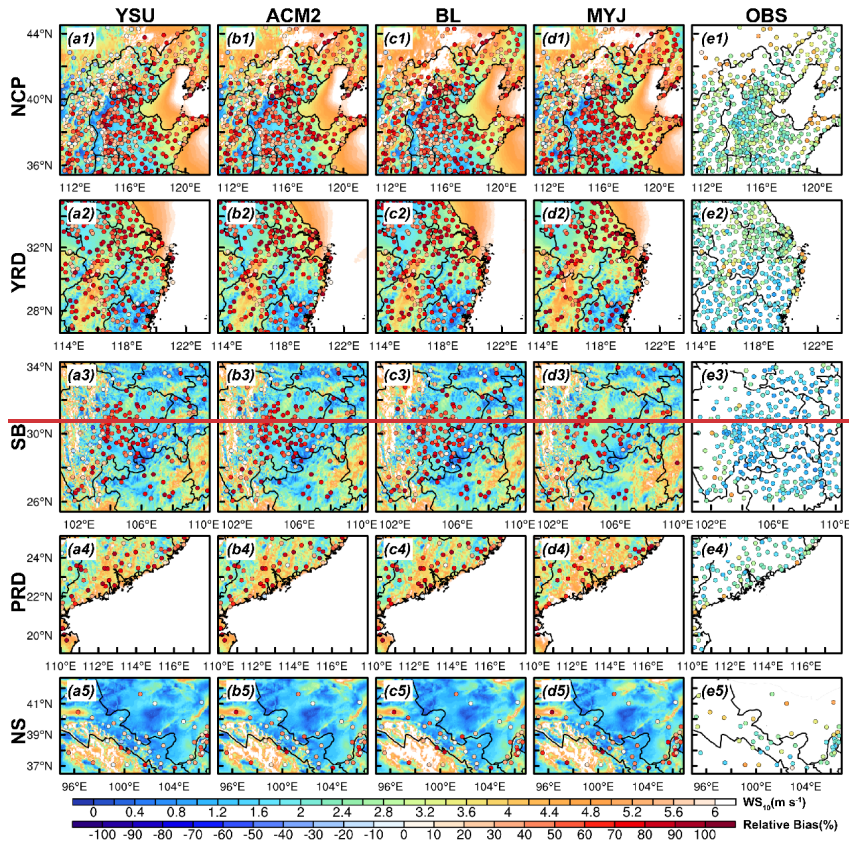 YSU ACM2 BL MYJ OBS
NCP
44°N
40°N
36°N
(a1) (b1) (c1) (d1) (e1)
112°E 116°E 120°E 112°E 116°E 120°E 112°E 116°E 120°E 112°E 116°E 120°E 112°E 116°E 120°E
YRD
32°N
28°N
(a2) (b2) (c2) (d2) (e2)
114°E 118°E 122°E 114°E 118°E 122°E 114°E 118°E 122°E 114°E 118°E 122°E 114°E 118°E 122°E
SB
34°N
30°N
26°N
(a3) (b3) (c3) (d3) (e3)
102°E 106°E 110°E 102°E 106°E 110°E 102°E 106°E 110°E 102°E 106°E 110°E 102°E 106°E 110°E
PRD
24°N
22°N
20°N
(a4) (b4) (c4) (d4) (e4)
110°E 112°E 114°E 116°E 110°E 112°E 114°E 116°E 110°E 112°E 114°E 116°E 110°E 112°E 114°E 116°E 110°E 112°E 114°E 116°E
NS
41°N
39°N
37°N
(a5) (b5) (c5) (d5) (e5)
96°E 100°E 104°E 96°E 100°E 104°E 96°E 100°E 104°E 96°E 100°E 104°E 96°E 100°E 104°E
0 0.4 0.8 1.2 1.6 2 2.4 2.8 3.2 3.6 4 4.4 4.8 5.2 5.6 6 WS₁₀(m s⁻¹)
-100 -90 -80 -70 -60 -50 -40 -30 -20 -10 0 10 20 30 40 50 60 70 80 90 100 Relative Bias(%)